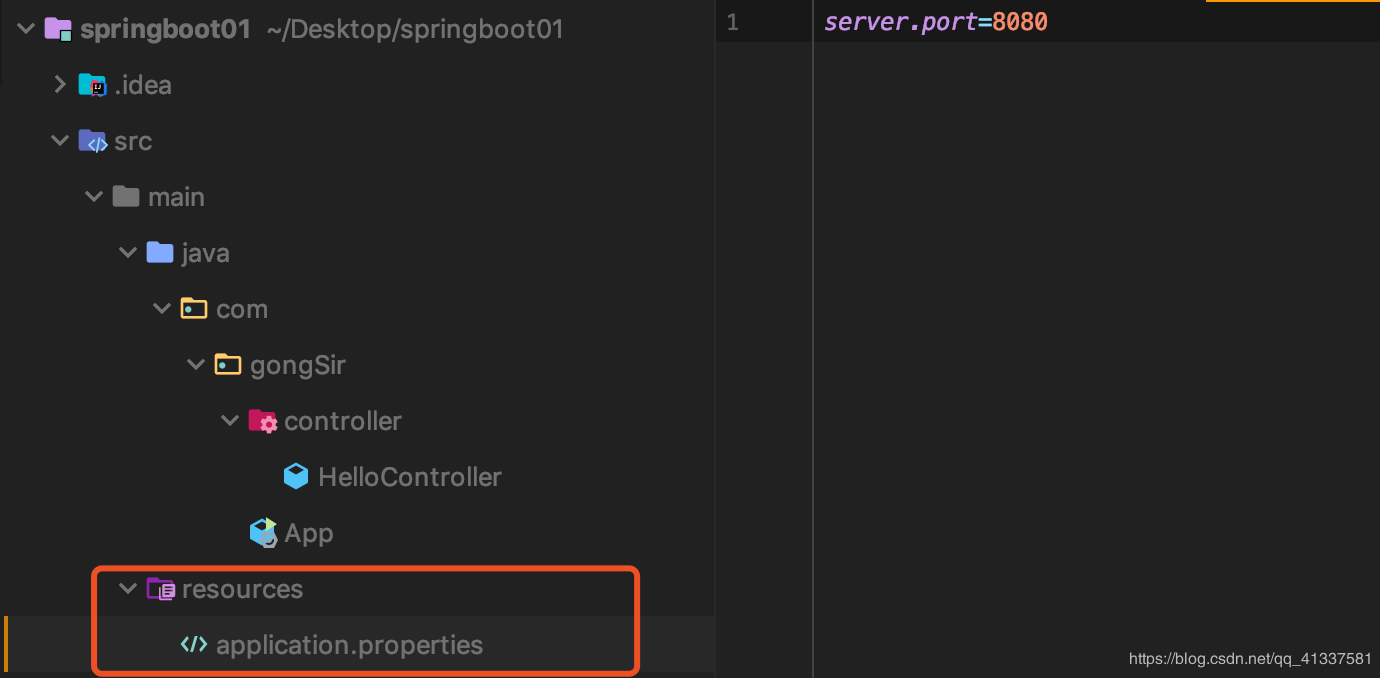 springboot01 ~/Desktop/springboot01
.idea
src
main
java
com
gongSir
controller
HelloController
App
resources
application.properties
1 server.port=8080
https://blog.csdn.net/qq_41337581